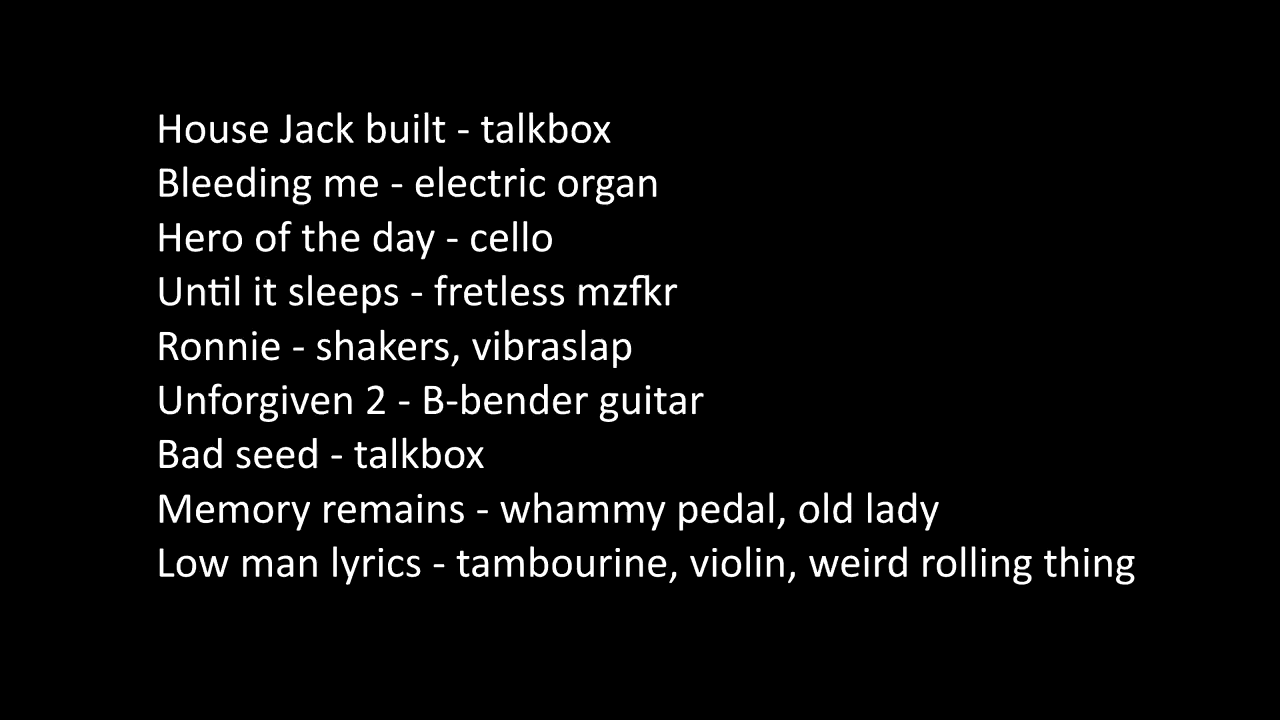 House Jack built - talkbox
Bleeding me - electric organ
Hero of the day - cello
Until it sleeps - fretless mzfkr
Ronnie - shakers, vibraslap
Unforgiven 2 - B-bender guitar
Bad seed - talkbox
Memory remains - whammy pedal, old lady
Low man lyrics - tambourine, violin, weird rolling thing